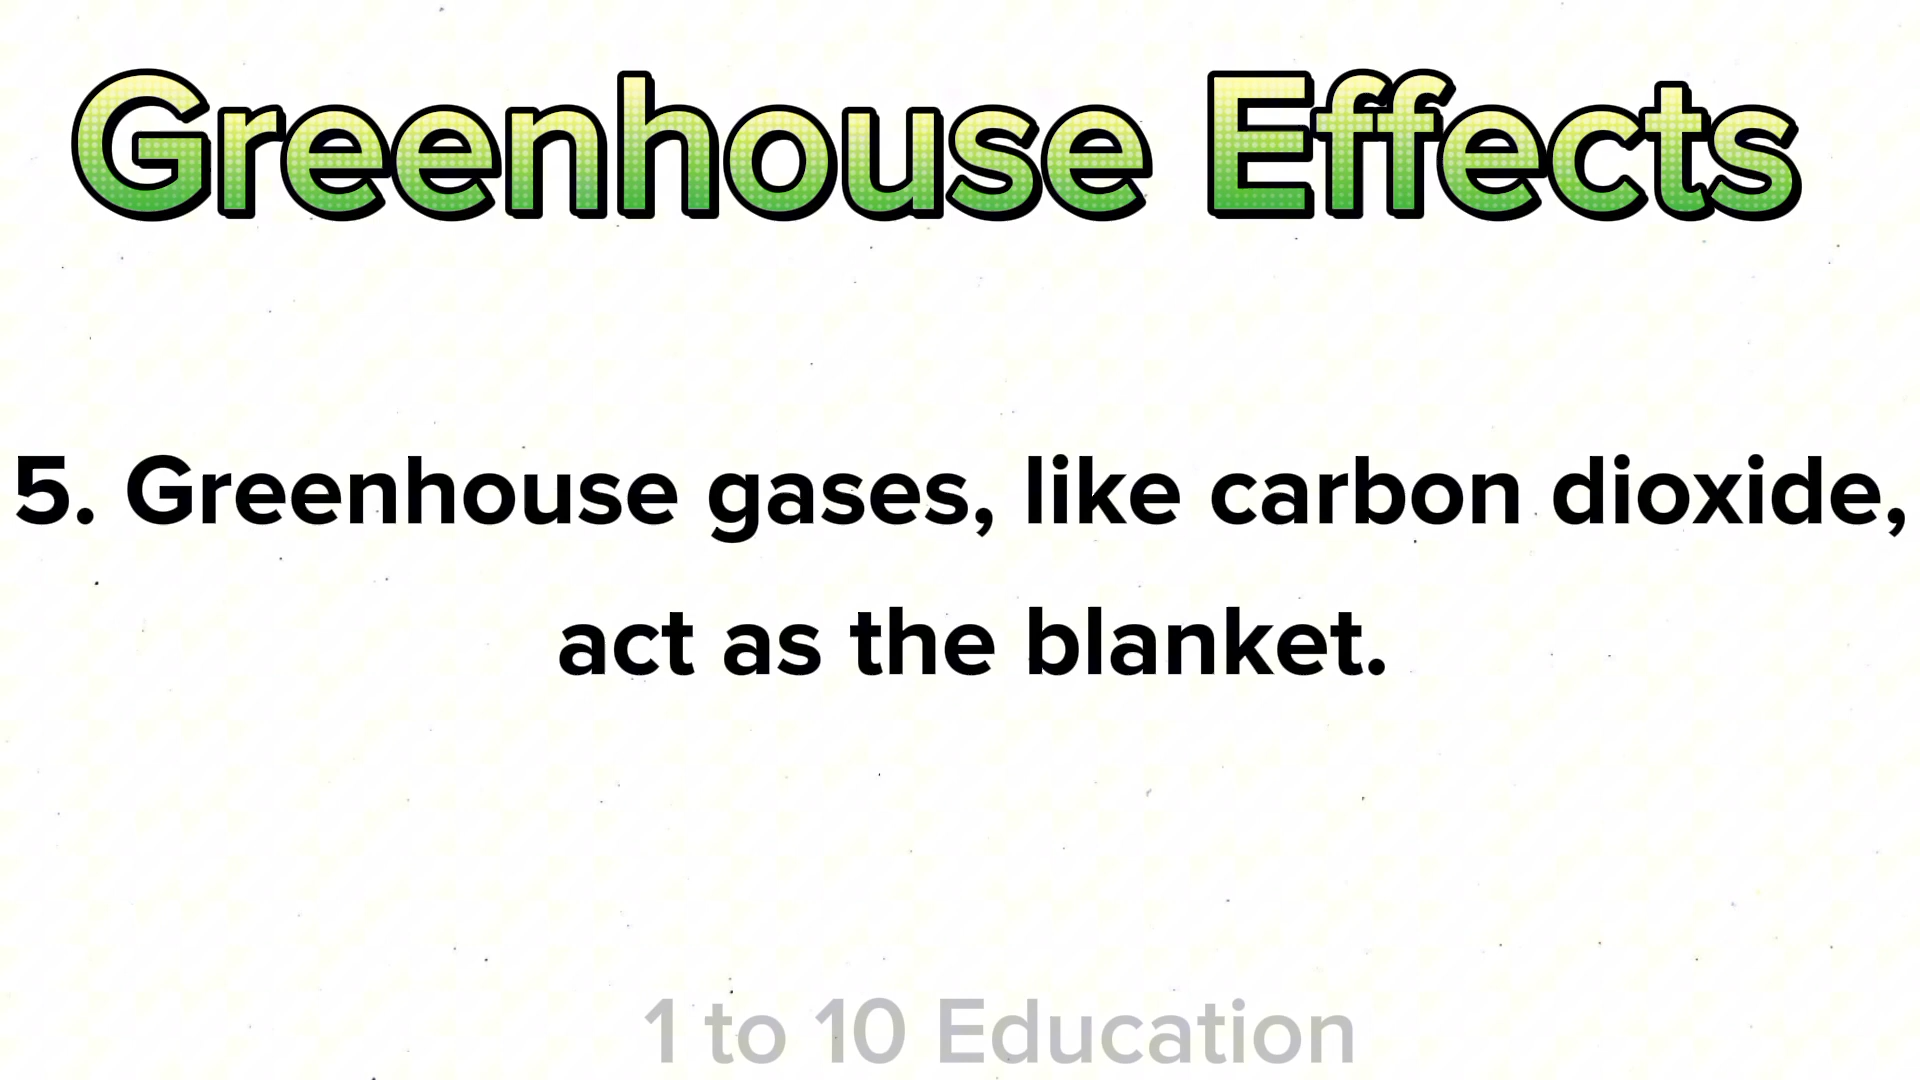 Greenhouse Effects
5. Greenhouse gases, like carbon dioxide,
act as the blanket.
1 to 10 Education